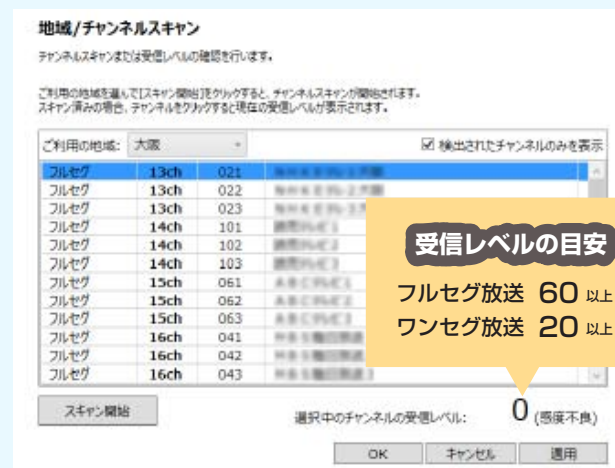 地域/チャンネルスキャン
チャンネルスキャンまたは受信レベルの確認を行います。
ご利用の地域を選んで[スキャン開始]をクリックすると、チャンネルスキャンが開始されます。
スキャン済みの場合、チャンネルをクリックすると現在の受信レベルが表示されます。
ご利用の地域: 大阪 検出されたチャンネルのみを表示
フルセグ 13ch 021
フルセグ 13ch 022
フルセグ 13ch 023
フルセグ 14ch 101
フルセグ 14ch 102
フルセグ 14ch 103
フルセグ 15ch 061
フルセグ 15ch 062
フルセグ 15ch 063
フルセグ 16ch 041
フルセグ 16ch 042
フルセグ 16ch 043
受信レベルの目安
フルセグ放送 60 以上
ワンセグ放送 20 以上
スキャン開始
選択中のチャンネルの受信レベル: 0 (感度不良)
OK キャンセル 適用